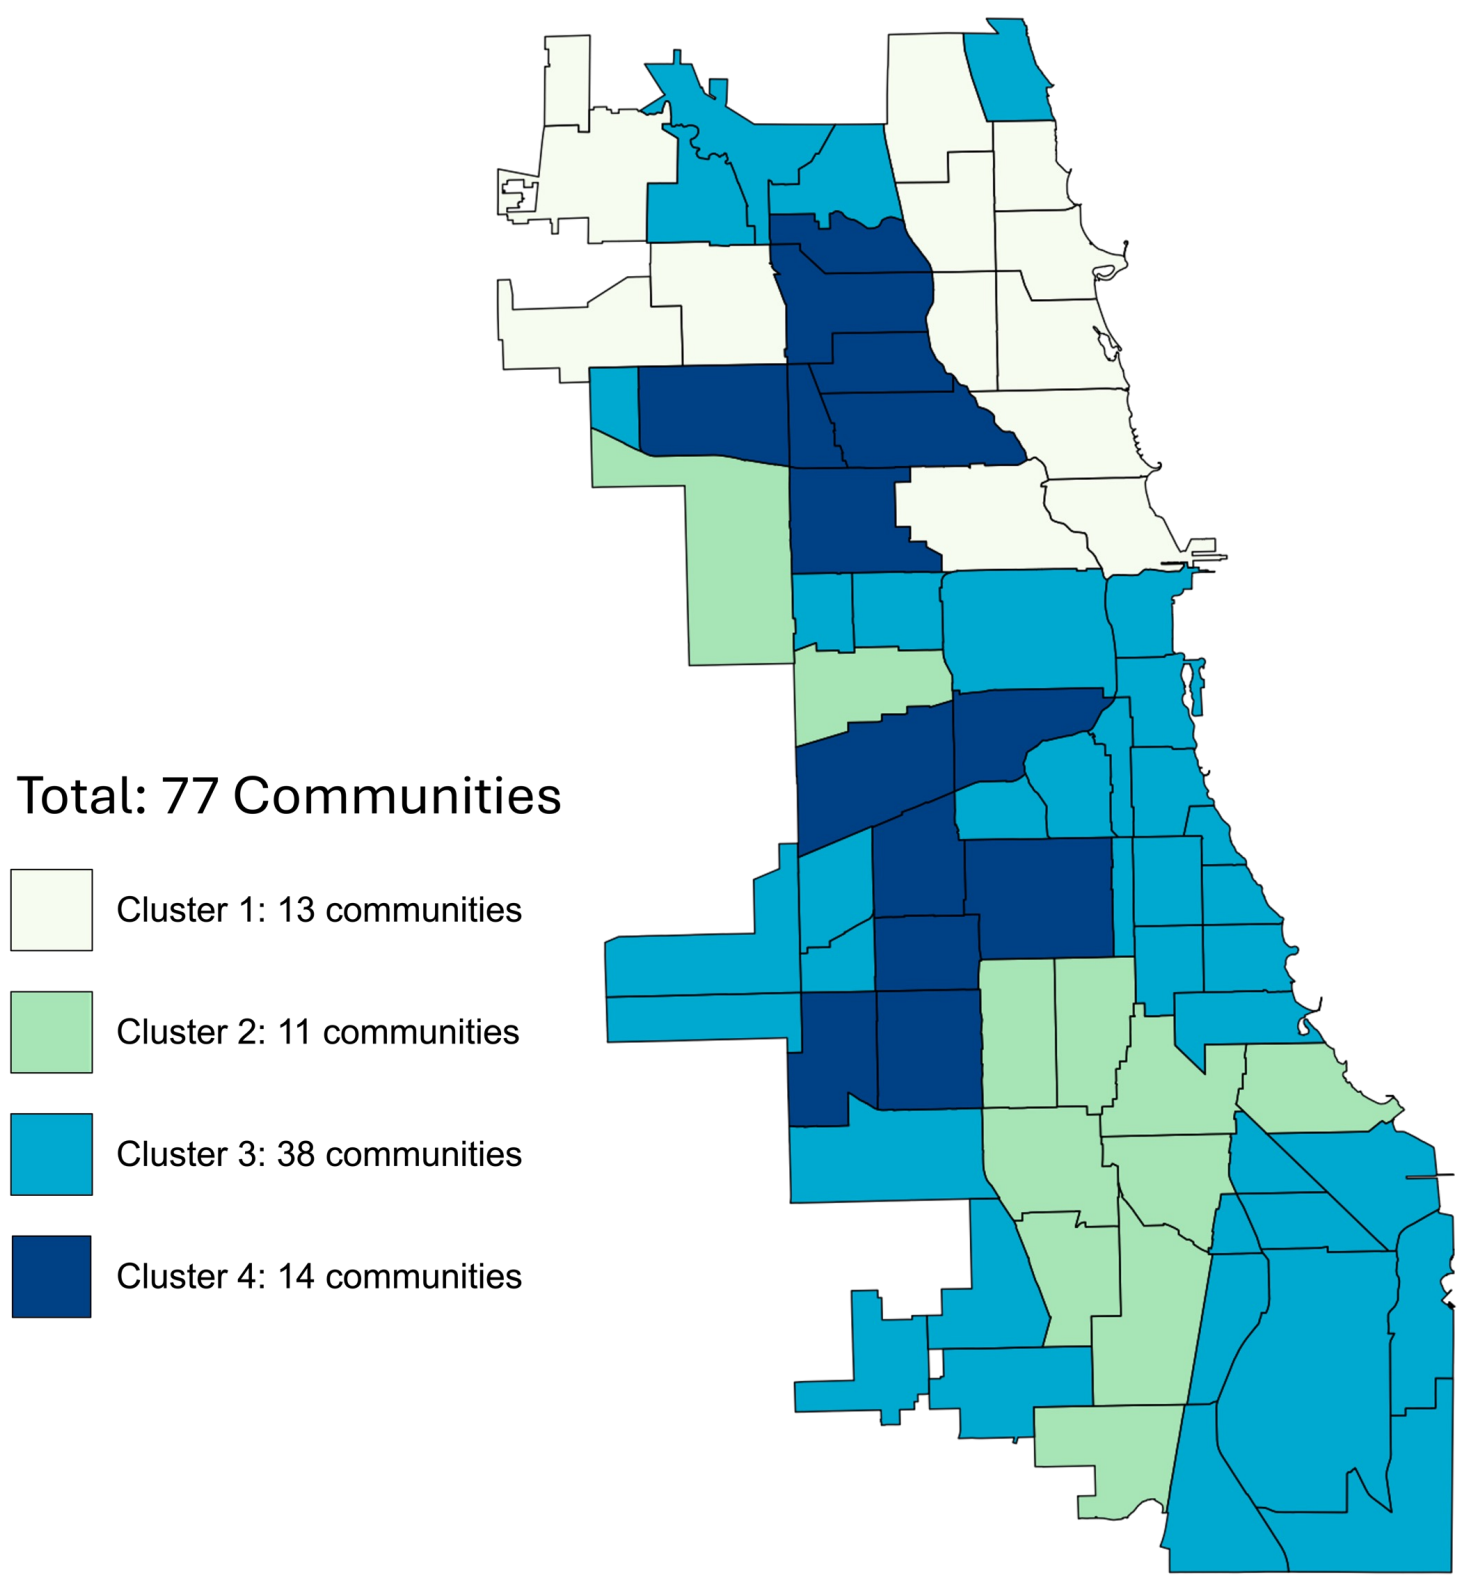 Total: 77 Communities
Cluster 1: 13 communities
Cluster 2: 11 communities
Cluster 3: 38 communities
Cluster 4: 14 communities